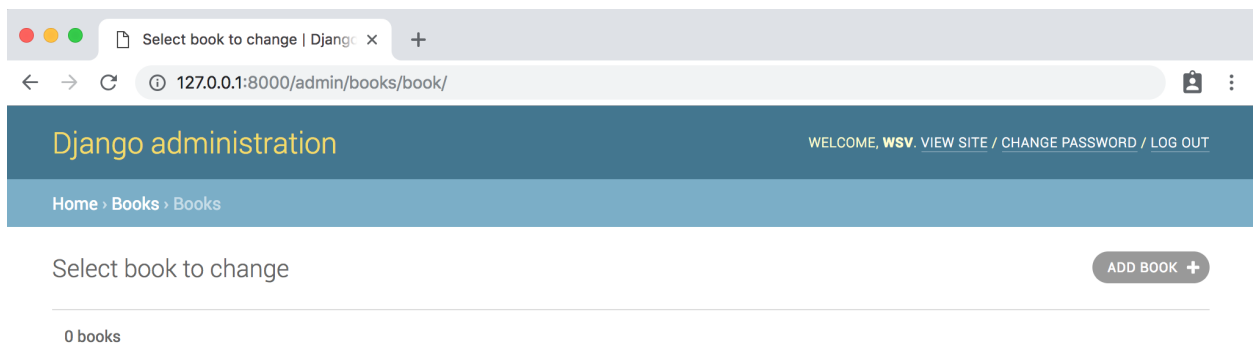 Select book to change | Djang
127.0.0.1:8000/admin/books/book/
Django administration
WELCOME, WSV. VIEW SITE / CHANGE PASSWORD / LOG OUT
Home › Books › Books
Select book to change
ADD BOOK +
0 books